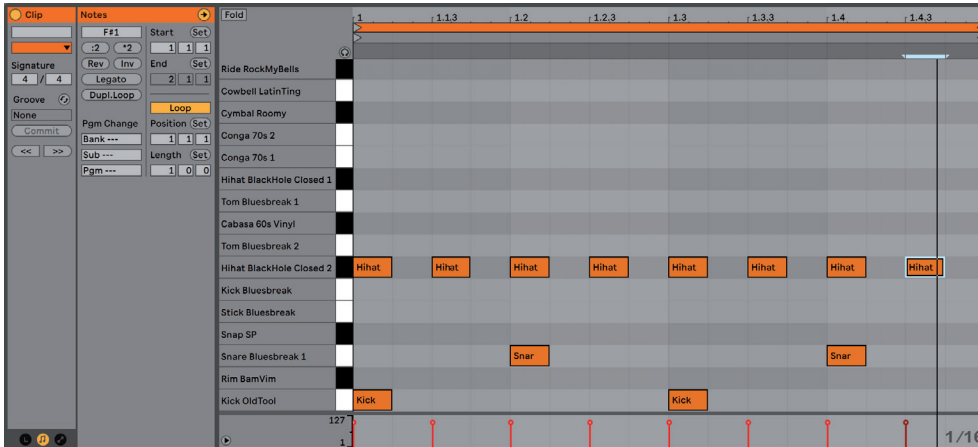 Clip
Signature
4 / 4
Groove
None
Commit
<< >>
Notes
F#1
:2 *2
Rev Inv
Legato
Dupl.Loop
Pgm Change
Bank ---
Sub ---
Pgm ---
Start Set
1 1 1
End Set
2 1 1
Loop
Position Set
1 1 1
Length Set
1 0 0
Fold
1 1.1.3 1.2 1.2.3 1.3 1.3.3 1.4 1.4.3
Ride RockMyBells
Cowbell LatinTing
Cymbal Roomy
Conga 70s 2
Conga 70s 1
Hihat BlackHole Closed 1
Tom Bluesbreak 1
Cabasa 60s Vinyl
Tom Bluesbreak 2
Hihat BlackHole Closed 2 Hihat Hihat Hihat Hihat Hihat Hihat Hihat Hihat
Kick Bluesbreak
Stick Bluesbreak
Snap SP
Snare Bluesbreak 1 Snar Snar
Rim BamVim
Kick OldTool Kick Kick
127
1
L